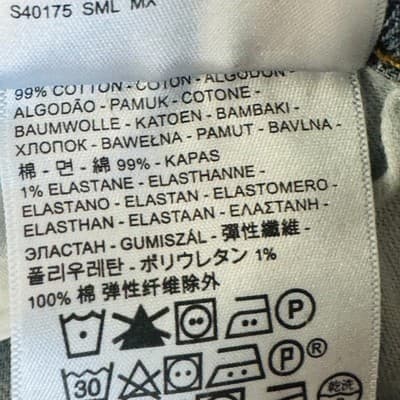 S40175 SML MX
99% COTTON - COTON - ALGODON -
ALGODÃO - PAMUK - COTONE -
BAUMWOLLE - KATOEN - BAMBAKI -
ХЛОПОК - BAWEŁNA - PAMUT - BAVLNA -
棉 - 면 - 綿 99% - KAPAS
1% ELASTANE - ELASTHANNE -
ELASTANO - ELASTAN - ELASTOMERO -
ELASTHAN - ELASTAAN - ΕΛΑΣΤΑΝΗ -
ЭЛАСТАН - GUMISZÁL - 彈性纖維 -
폴리우레탄 - ポリウレタン 1%
100% 棉 弹性纤维除外
P
30 P ®
乾洗